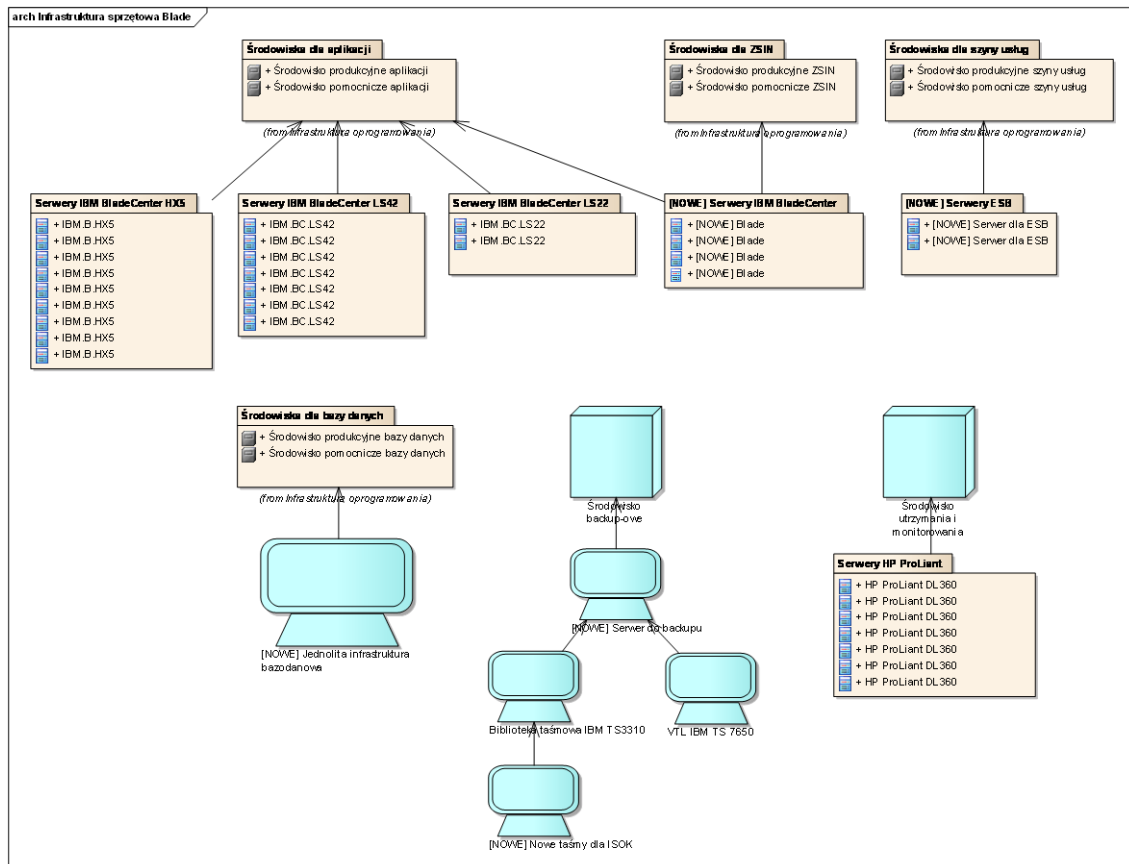 arch Infrastruktura sprzętowa Blade
Środowiska dla aplikacji
+ Środowisko produkcyjne aplikacji
+ Środowisko pomocnicze aplikacji
(from Infrastruktura oprogramowania)
Środowiska dla ZSIN
+ Środowisko produkcyjne ZSIN
+ Środowisko pomocnicze ZSIN
(from Infrastruktura oprogramowania)
Środowiska dla szyny usług
+ Środowisko produkcyjne szyny usług
+ Środowisko pomocnicze szyny usług
(from Infrastruktura oprogramowania)
Serwery IBM BladeCenter HX5
+ IBM.B.HX5
+ IBM.B.HX5
+ IBM.B.HX5
+ IBM.B.HX5
+ IBM.B.HX5
+ IBM.B.HX5
+ IBM.B.HX5
+ IBM.B.HX5
+ IBM.B.HX5
Serwery IBM BladeCenter LS42
+ IBM.BC.LS42
+ IBM.BC.LS42
+ IBM.BC.LS42
+ IBM.BC.LS42
+ IBM.BC.LS42
+ IBM.BC.LS42
+ IBM.BC.LS42
Serwery IBM BladeCenter LS22
+ IBM.BC.LS22
+ IBM.BC.LS22
[NOWE] Serwery IBM BladeCenter
+ [NOWE] Blade
+ [NOWE] Blade
+ [NOWE] Blade
+ [NOWE] Blade
[NOWE] Serwery ESB
+ [NOWE] Serwer dla ESB
+ [NOWE] Serwer dla ESB
Środowiska dla bazy danych
+ Środowisko produkcyjne bazy danych
+ Środowisko pomocnicze bazy danych
(from Infrastruktura oprogramowania)
[NOWE] Jednolita infrastruktura
bazodanowa
Środowisko
backup-owe
[NOWE] Serwer do backupu
Biblioteka taśmowa IBM TS3310
VTL IBM TS 7650
[NOWE] Nowe taśmy dla ISOK
Środowisko
utrzymania i
monitorowania
Serwery HP ProLiant
+ HP ProLiant DL360
+ HP ProLiant DL360
+ HP ProLiant DL360
+ HP ProLiant DL360
+ HP ProLiant DL360
+ HP ProLiant DL360
+ HP ProLiant DL360